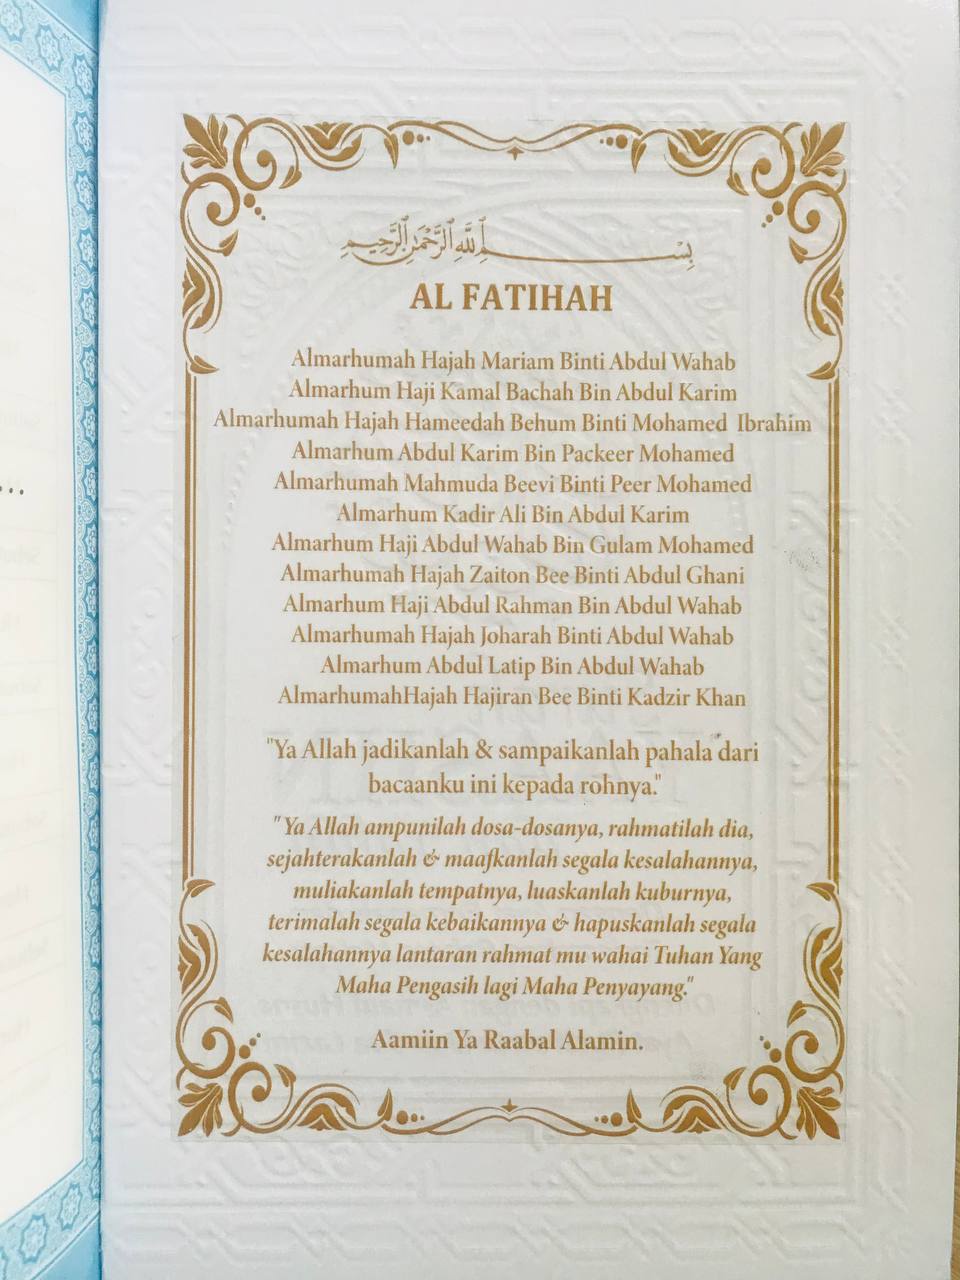 بِسْمِ ٱللَّهِ ٱلرَّحْمَٰنِ ٱلرَّحِيمِ
AL FATIHAH
Almarhumah Hajah Mariam Binti Abdul Wahab
Almarhum Haji Kamal Bachah Bin Abdul Karim
Almarhumah Hajah Hameedah Behum Binti Mohamed Ibrahim
Almarhum Abdul Karim Bin Packeer Mohamed
Almarhumah Mahmuda Beevi Binti Peer Mohamed
Almarhum Kadir Ali Bin Abdul Karim
Almarhum Haji Abdul Wahab Bin Gulam Mohamed
Almarhumah Hajah Zaiton Bee Binti Abdul Ghani
Almarhum Haji Abdul Rahman Bin Abdul Wahab
Almarhumah Hajah Joharah Binti Abdul Wahab
Almarhum Abdul Latip Bin Abdul Wahab
AlmarhumahHajah Hajiran Bee Binti Kadzir Khan
"Ya Allah jadikanlah & sampaikanlah pahala dari
bacaanku ini kepada rohnya."
"Ya Allah ampunilah dosa-dosanya, rahmatilah dia,
sejahterakanlah & maafkanlah segala kesalahannya,
muliakanlah tempatnya, luaskanlah kuburnya,
terimalah segala kebaikannya & hapuskanlah segala
kesalahannya lantaran rahmat mu wahai Tuhan Yang
Maha Pengasih lagi Maha Penyayang."
Aamiin Ya Raabal Alamin.